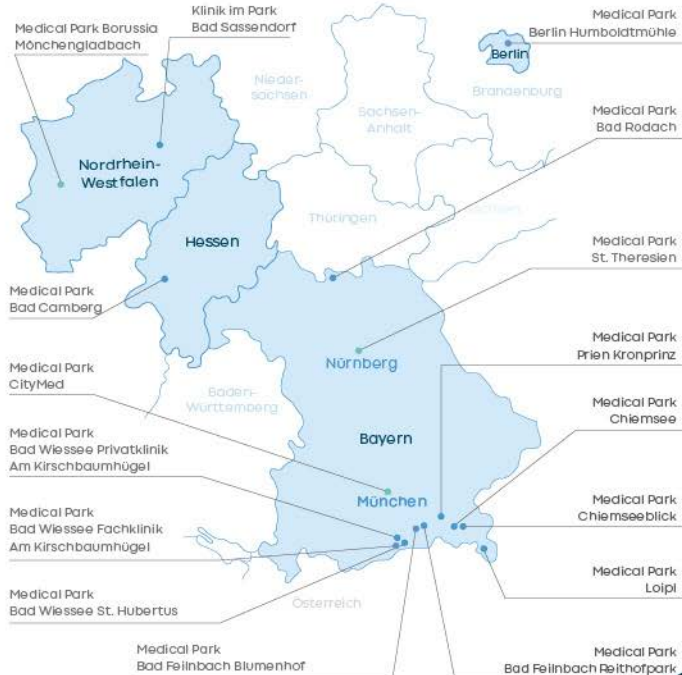 Medical Park Borussia
Mönchengladbach
Klinik im Park
Bad Sassendorf
Medical Park
Berlin Humboldtmühle
Berlin
Nieder-
sachsen
Brandenburg
Sachsen-
Anhalt
Medical Park
Bad Rodach
Nordrhein-
Westfalen
Thüringen
Hessen
Medical Park
St. Theresien
Medical Park
Bad Camberg
Medical Park
Prien Kronprinz
Nürnberg
Medical Park
CityMed
Baden-
Württemberg
Medical Park
Chiemsee
Bayern
Medical Park
Bad Wiessee Privatklinik
Am Kirschbaumhügel
München
Medical Park
Chiemseeblick
Medical Park
Bad Wiessee Fachklinik
Am Kirschbaumhügel
Medical Park
Loipl
Medical Park
Bad Wiessee St. Hubertus
Österreich
Medical Park
Bad Feilnbach Blumenhof
Medical Park
Bad Feilnbach Reithofpark